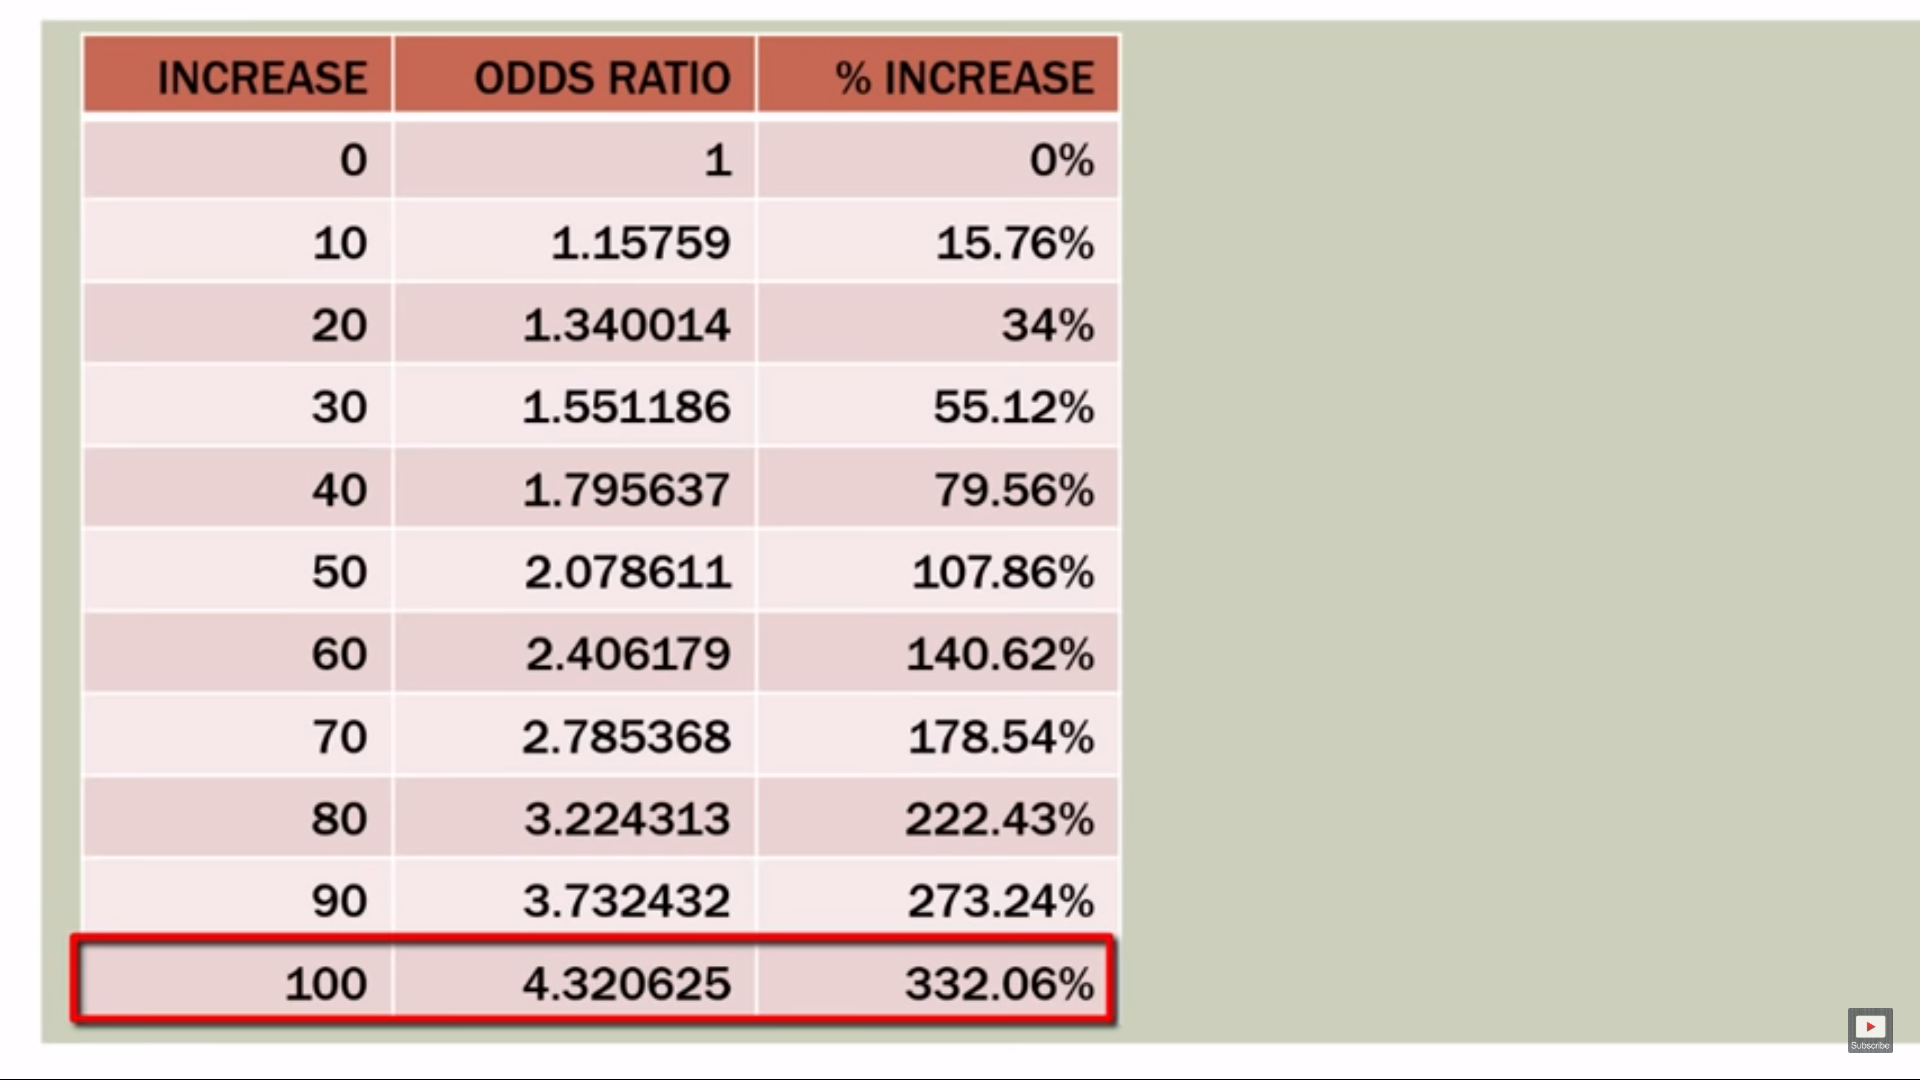 INCREASE ODDS RATIO % INCREASE
0 1 0%
10 1.15759 15.76%
20 1.340014 34%
30 1.551186 55.12%
40 1.795637 79.56%
50 2.078611 107.86%
60 2.406179 140.62%
70 2.785368 178.54%
80 3.224313 222.43%
90 3.732432 273.24%
100 4.320625 332.06%
Subscribe